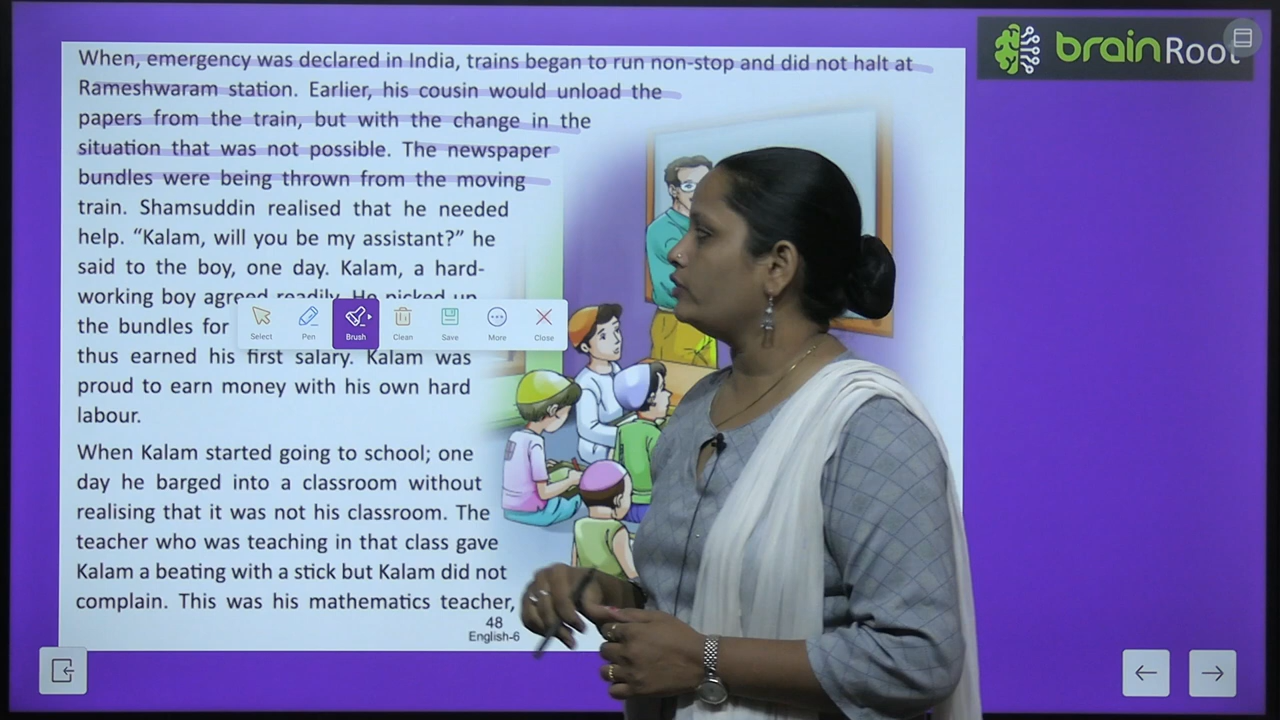 When, emergency was declared in India, trains began to run non-stop and did not halt at
Rameshwaram station. Earlier, his cousin would unload the
papers from the train, but with the change in the
situation that was not possible. The newspaper
bundles were being thrown from the moving
train. Shamsuddin realised that he needed
help. “Kalam, will you be my assistant?” he
said to the boy, one day. Kalam, a hard-
working boy agreed readily. He picked up
the bundles for
thus earned his first salary. Kalam was
proud to earn money with his own hard
labour.
When Kalam started going to school; one
day he barged into a classroom without
realising that it was not his classroom. The
teacher who was teaching in that class gave
Kalam a beating with a stick but Kalam did not
complain. This was his mathematics teacher,
48
English-6
Select Pen Brush Clean Save More Close
brainRoot